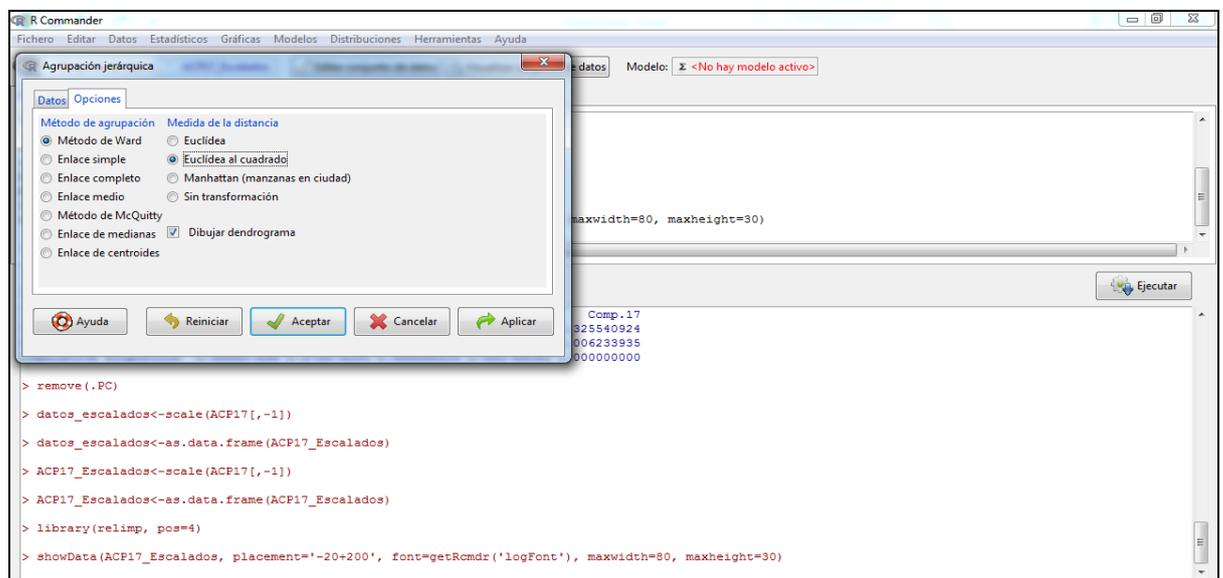 R Commander
Fichero Editar Datos Estadísticos Gráficas Modelos Distribuciones Herramientas Ayuda
Agrupación jerárquica
e datos Modelo: Σ <No hay modelo activo>
Datos Opciones
Método de agrupación Medida de la distancia
Método de Ward Euclídea
Enlace simple Euclídea al cuadrado
Enlace completo Manhattan (manzanas en ciudad)
Enlace medio Sin transformación
Método de McQuitty
Enlace de medianas Dibujar dendrograma
Enlace de centroides
maxwidth=80, maxheight=30)
Ejecutar
Ayuda Reiniciar Aceptar Cancelar Aplicar
Comp.17
325540924
006233935
000000000
> remove(.PC)
> datos_escalados<-scale(ACP17[,-1])
> datos_escalados<-as.data.frame(ACP17_Escalados)
> ACP17_Escalados<-scale(ACP17[,-1])
> ACP17_Escalados<-as.data.frame(ACP17_Escalados)
> library(relimp, pos=4)
> showData(ACP17_Escalados, placement='-20+200', font=getRcmdr('logFont'), maxwidth=80, maxheight=30)